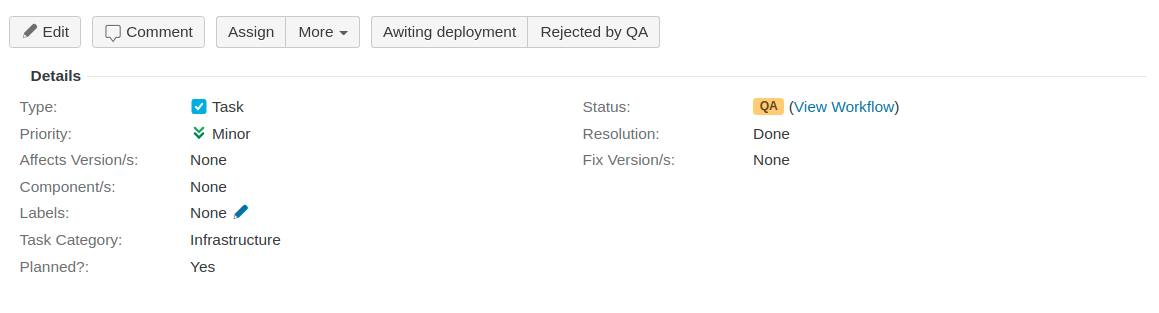 Edit Comment Assign More Awiting deployment Rejected by QA
Details
Type: Task
Priority: Minor
Affects Version/s: None
Component/s: None
Labels: None
Task Category: Infrastructure
Planned?: Yes
Status: QA (View Workflow)
Resolution: Done
Fix Version/s: None